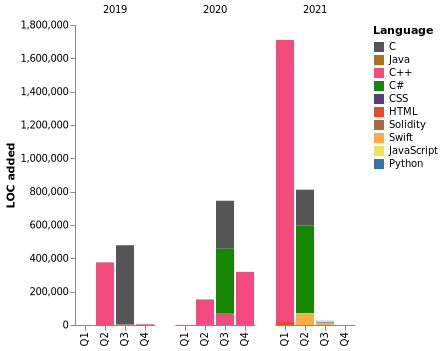 2019 2020 2021
Language
C
Java
C++
C#
CSS
HTML
Solidity
Swift
JavaScript
Python
LOC added
1,800,000
1,600,000
1,400,000
1,200,000
1,000,000
800,000
600,000
400,000
200,000
0
Q1 Q2 Q3 Q4 Q1 Q2 Q3 Q4 Q1 Q2 Q3 Q4